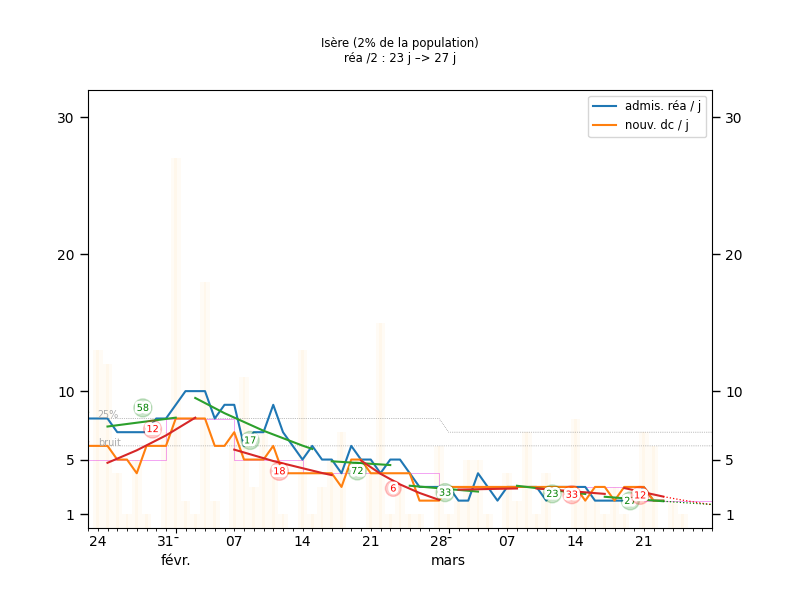 Isère (2% de la population)
réa /2 : 23 j –> 27 j
admis. réa / j
nouv. dc / j
30 30
20 20
10 10
5 5
1 1
25%
bruit
58
12
17
18
72
6
33
23
33
27
12
24 31 07 14 21 28 07 14 21
févr. mars